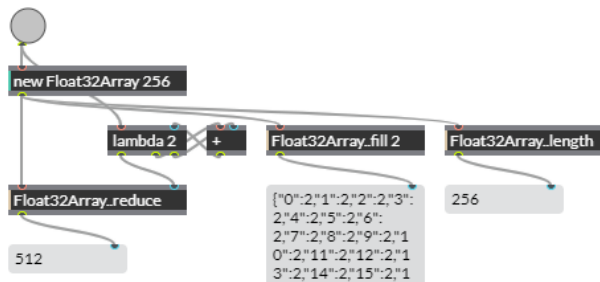 new Float32Array 256
lambda 2
+
Float32Array..fill 2
Float32Array..length
Float32Array..reduce
{"0":2,"1":2,"2":2,"3":
2,"4":2,"5":2,"6":
2,"7":2,"8":2,"9":2,"1
0":2,"11":2,"12":2,"1
3":2,"14":2,"15":2,"1
256
512